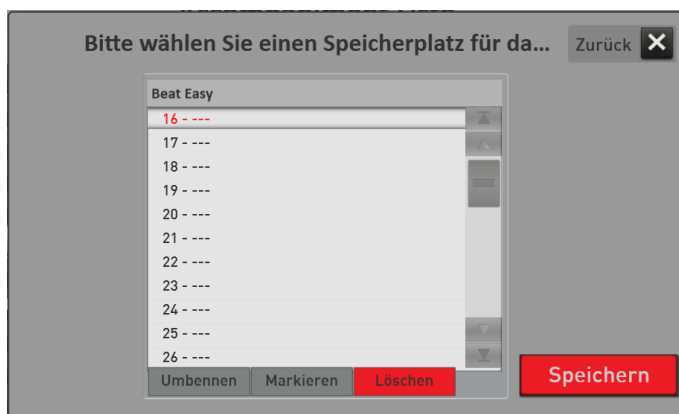 Bitte wählen Sie einen Speicherplatz für da...
Zurück
Beat Easy
16 - ---
17 - ---
18 - ---
19 - ---
20 - ---
21 - ---
22 - ---
23 - ---
24 - ---
25 - ---
26 - ---
Umbennen Markieren Löschen
Speichern